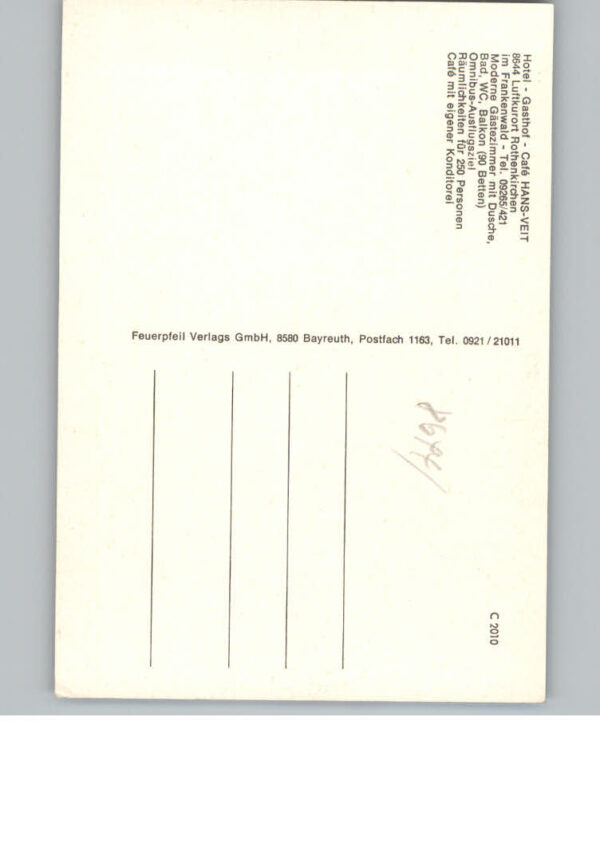 Hotel - Gasthof - Café HANS-VEIT
8644 Luftkurort Rothenkirchen
im Frankenwald - Tel. 09265/421
Moderne Gästezimmer mit Dusche,
Bad, WC, Balkon (90 Betten)
Omnibus-Ausflugsziel
Räumlichkeiten für 250 Personen
Café mit eigener Konditorei
Feuerpfeil Verlags GmbH, 8580 Bayreuth, Postfach 1163, Tel. 0921/21011
C 2010